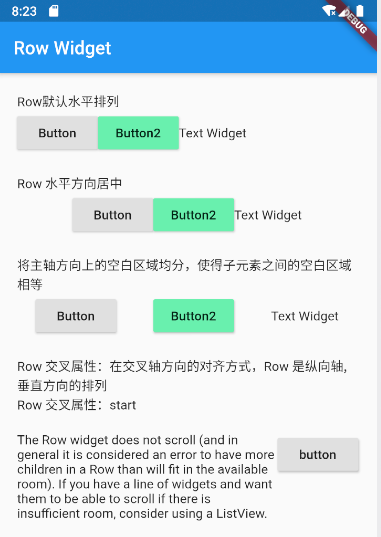 8:23
DEBUG
Row Widget
Row默认水平排列
Button Button2 Text Widget
Row 水平方向居中
Button Button2 Text Widget
将主轴方向上的空白区域均分，使得子元素之间的空白区域
相等
Button Button2 Text Widget
Row 交叉属性：在交叉轴方向的对齐方式，Row 是纵向轴，
垂直方向的排列
Row 交叉属性：start
The Row widget does not scroll (and in
general it is considered an error to have more
children in a Row than will fit in the available
room). If you have a line of widgets and want
them to be able to scroll if there is
insufficient room, consider using a ListView.
button